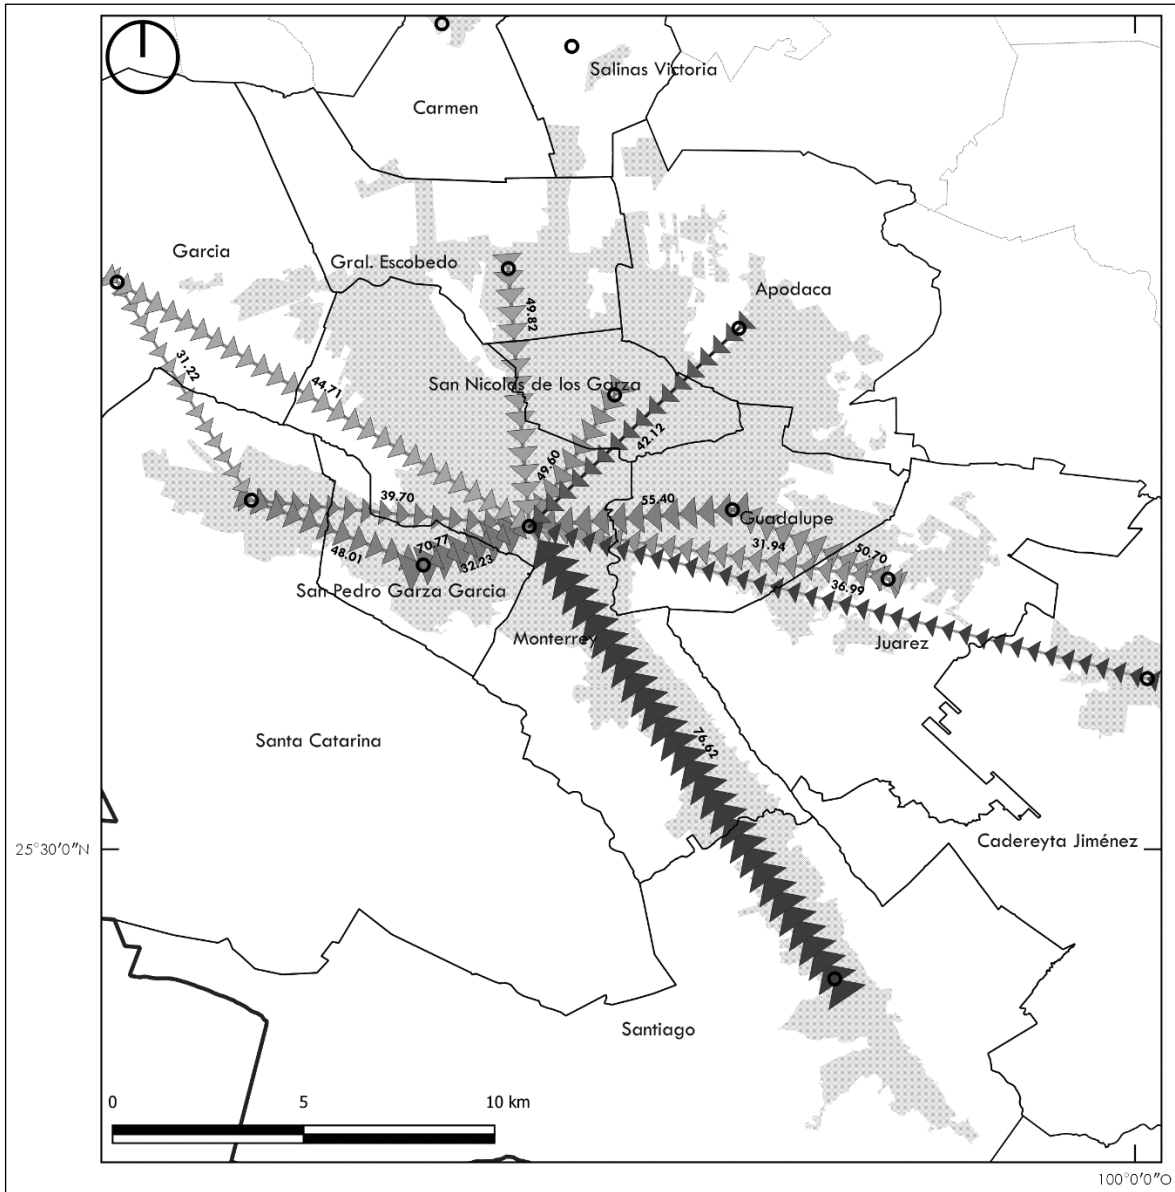 Salinas Victoria
Carmen
Garcia
Gral. Escobedo
Apodaca
49.82
31.22
44.71
San Nicolas de los Garza
42.12
49.60
39.70
55.40
Guadalupe
70.77
48.01
32.23
31.94
50.70
36.99
San Pedro Garza Garcia
Monterrey
Juarez
Santa Catarina
76.62
Cadereyta Jiménez
25°30'0"N
Santiago
0
5
10 km
100°0'0"O